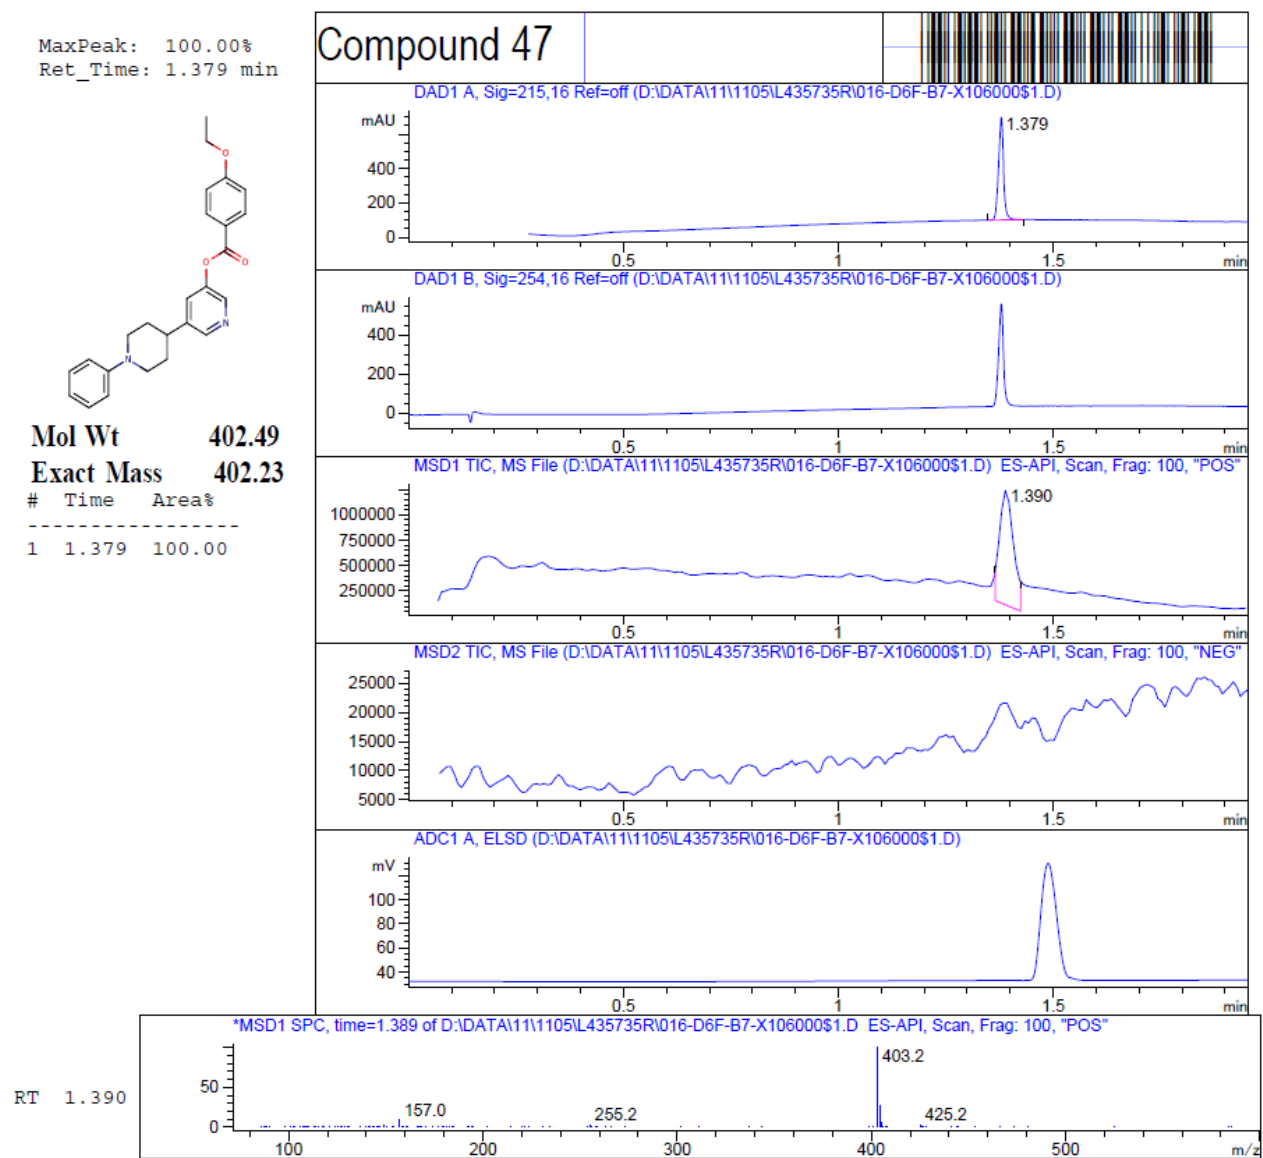 MaxPeak: 100.00%
Ret_Time: 1.379 min
Compound 47
O
O
O
N
N
Mol Wt 402.49
Exact Mass 402.23
# Time Area%
-----------------
1 1.379 100.00
DAD1 A, Sig=215,16 Ref=off (D:\DATA\11\1105\L435735R\016-D6F-B7-X106000$1.D)
mAU
1.379
400
200
0
0.5 1 1.5 min
DAD1 B, Sig=254,16 Ref=off (D:\DATA\11\1105\L435735R\016-D6F-B7-X106000$1.D)
mAU
400
200
0
0.5 1 1.5 min
MSD1 TIC, MS File (D:\DATA\11\1105\L435735R\016-D6F-B7-X106000$1.D) ES-API, Scan, Frag: 100, "POS"
1.390
1000000
750000
500000
250000
0.5 1 1.5 min
MSD2 TIC, MS File (D:\DATA\11\1105\L435735R\016-D6F-B7-X106000$1.D) ES-API, Scan, Frag: 100, "NEG"
25000
20000
15000
10000
5000
0.5 1 1.5 min
ADC1 A, ELSD (D:\DATA\11\1105\L435735R\016-D6F-B7-X106000$1.D)
mV
100
80
60
40
0.5 1 1.5 min
*MSD1 SPC, time=1.389 of D:\DATA\11\1105\L435735R\016-D6F-B7-X106000$1.D ES-API, Scan, Frag: 100, "POS"
RT 1.390
50
0
157.0
255.2
403.2
425.2
100 200 300 400 500 m/z